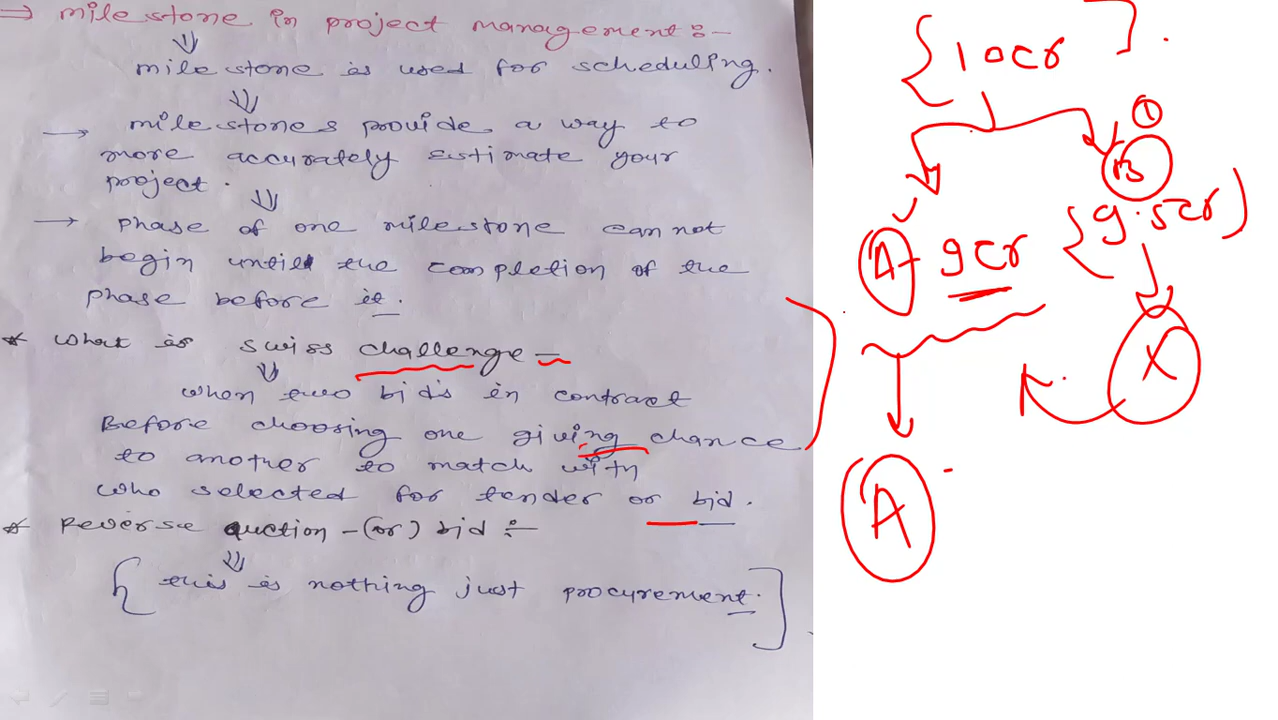 ⇒ milestone in project management :-
milestone is used for scheduling.
→ milestones provide a way to
more accurately estimate your
project.
→ phase of one milestone can not
begin until the completion of the
phase before it.
* What is swiss challenge -
when two bid's in contract
Before choosing one giving chance
to another to match with
who selected for tender or bid.
* Reverse auction - (or) bid :-
{ this is nothing just procurement. ]
{ 10cr ] .
1
B
A - 9cr { 9.5cr )
X
A -